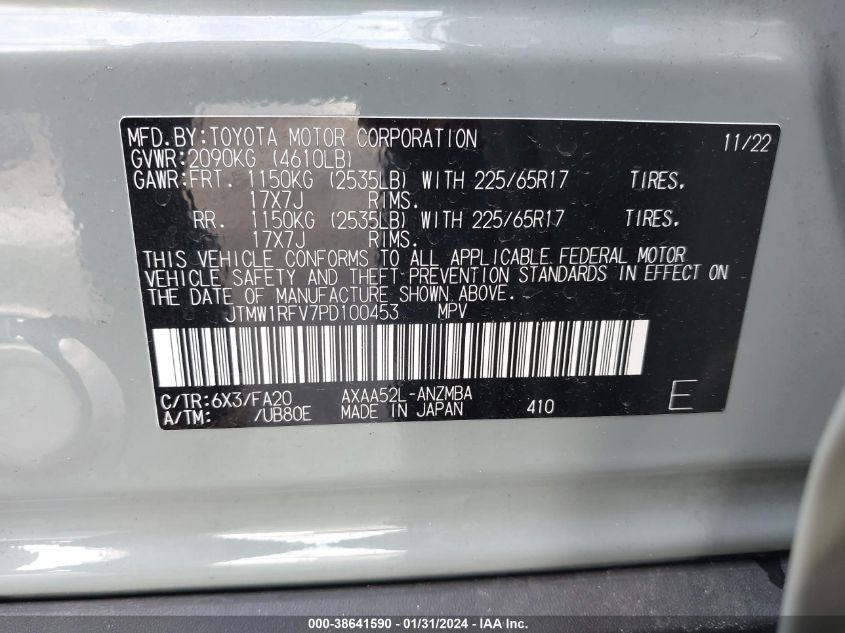 MFD.BY:TOYOTA MOTOR CORPORATION 11/22
GVWR:2090KG (4610LB)
GAWR:FRT. 1150KG (2535LB) WITH 225/65R17 TIRES,
17X7J RIMS.
RR. 1150KG (2535LB) WITH 225/65R17 TIRES,
17X7J RIMS.
THIS VEHICLE CONFORMS TO ALL APPLICABLE FEDERAL MOTOR
VEHICLE SAFETY AND THEFT PREVENTION STANDARDS IN EFFECT ON
THE DATE OF MANUFACTURE SHOWN ABOVE.
JTMW1RFV7PD100453 MPV
C/TR:6X3/FA20 AXAA52L-ANZMBA
A/TM: /UB80E MADE IN JAPAN 410 E
000-38641590 - 01/31/2024 - IAA Inc.